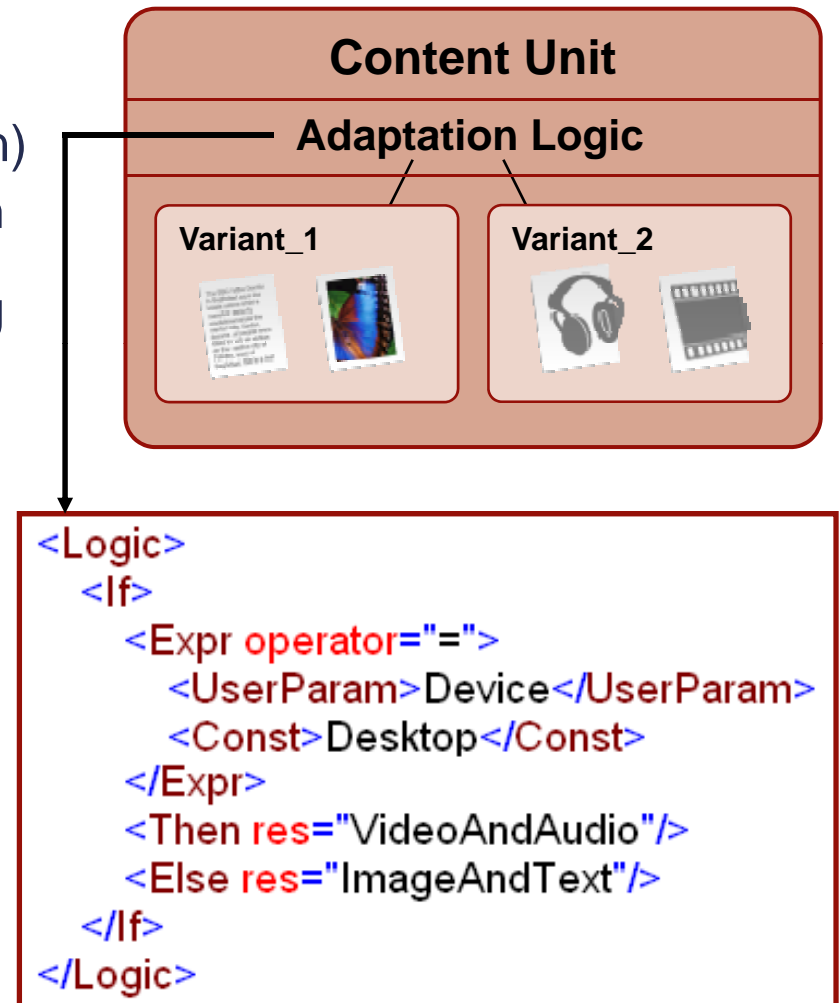 Content Unit
Adaptation Logic
Variant_1
Variant_2
<Logic>
<If>
<Expr operator="=">
<UserParam>Device</UserParam>
<Const>Desktop</Const>
</Expr>
<Then res="VideoAndAudio"/>
<Else res="ImageAndText"/>
</If>
</Logic>